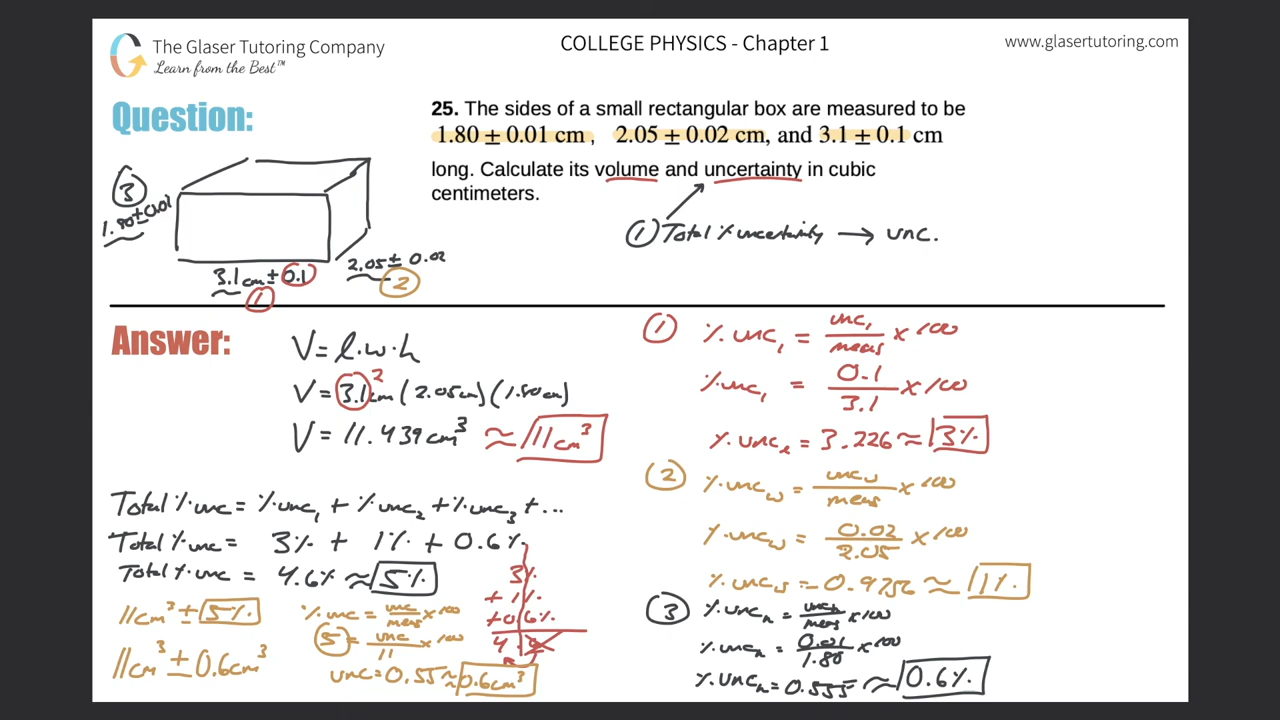 The Glaser Tutoring Company
Learn from the Best™
COLLEGE PHYSICS - Chapter 1
www.glasertutoring.com
Question:
25. The sides of a small rectangular box are measured to be
1.80 ± 0.01 cm, 2.05 ± 0.02 cm, and 3.1 ± 0.1 cm
long. Calculate its volume and uncertainty in cubic
centimeters.
① Total % uncertainty → unc.
③
1.80 ± 0.01
3.1 cm ± 0.1
①
2.05 ± 0.02
②
Answer:
V = l·w·h
V = 3.1cm (2.05cm)(1.80cm)
2
V = 11.439 cm³ ≈ 11 cm³
Total % unc = % unc₁ + % unc₂ + % unc₃ + ...
Total % unc = 3% + 1% + 0.6%
Total % unc = 4.6% ≈ 5%
3%
+ 1%
+ 0.6%
4.6
11 cm³ ± 5%
11 cm³ ± 0.6 cm³
% unc = unc/meas × 100
5 = unc/11 × 100
unc = 0.55 ≈ 0.6 cm³
① % unc₁ = unc₁/meas × 100
% unc₁ = 0.1/3.1 × 100
% unc₁ = 3.226 ≈ 3%
② % unc_w = unc_w/meas × 100
% unc_w = 0.02/2.05 × 100
% unc_w = 0.9756 ≈ 1%
③ % unc_h = unc_h/meas × 100
% unc_h = 0.01/1.80 × 100
% unc_h = 0.555 ≈ 0.6%